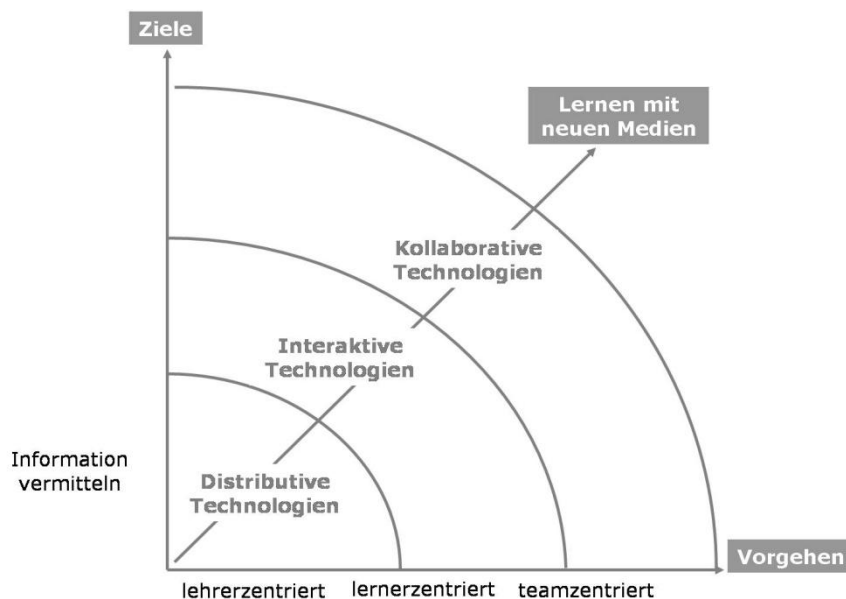 Ziele
Lernen mit
neuen Medien
Kollaborative
Technologien
Interaktive
Technologien
Information
vermitteln
Distributive
Technologien
Vorgehen
lehrerzentriert lernerzentriert teamzentriert